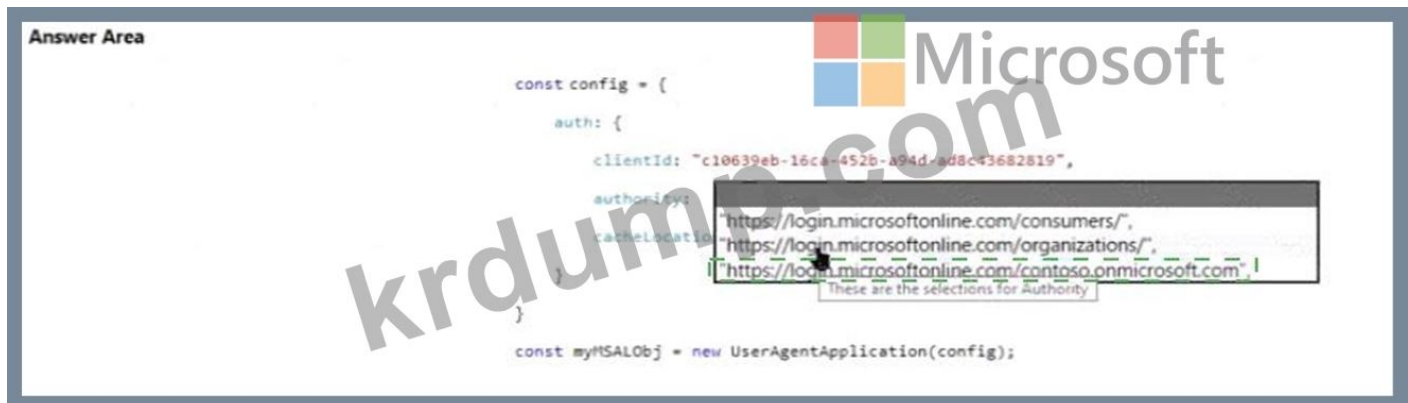 Answer Area
Microsoft
const config = {
auth: {
clientId: "c10639eb-16ca-452b-a94d-ad8c43682819",
authority:
"https://login.microsoftonline.com/consumers/",
cacheLocatio
"https://login.microsoftonline.com/organizations/",
}
"https://login.microsoftonline.com/contoso.onmicrosoft.com",
These are the selections for Authority
}
const myMSALObj = new UserAgentApplication(config);
krdump.com